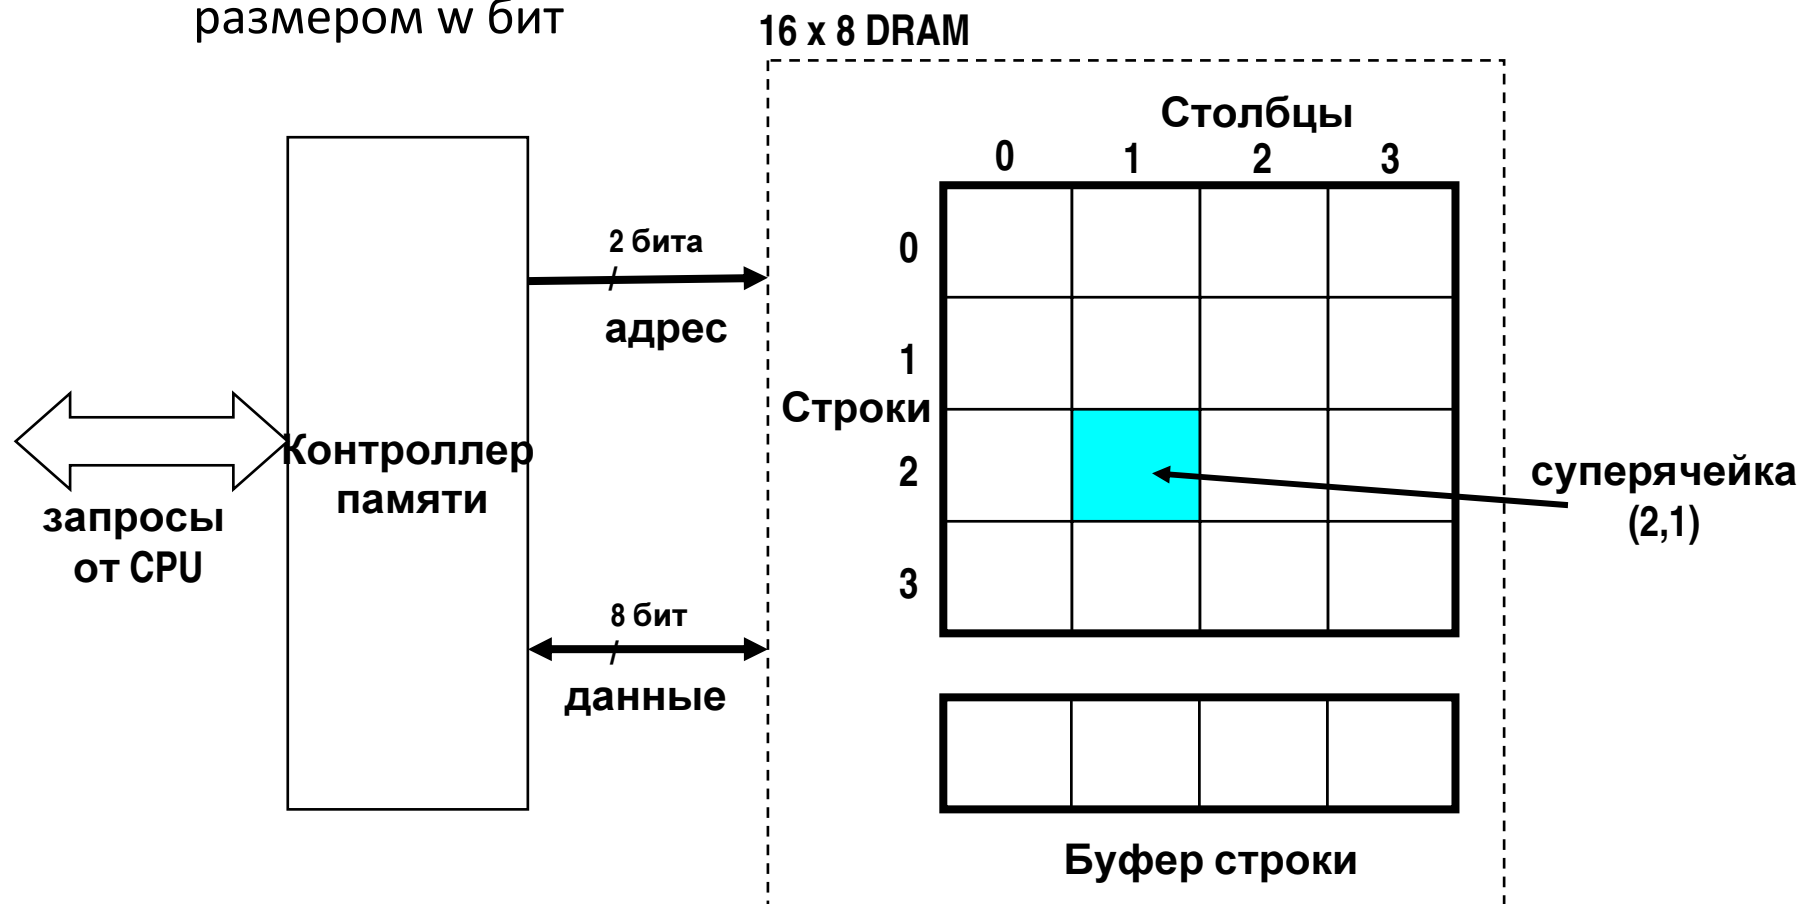 размером w бит
16 x 8 DRAM
Столбцы
0 1 2 3
0
2 бита
адрес
1
Строки
Контроллер
памяти
2
суперячейка
(2,1)
запросы
от CPU
3
8 бит
данные
Буфер строки